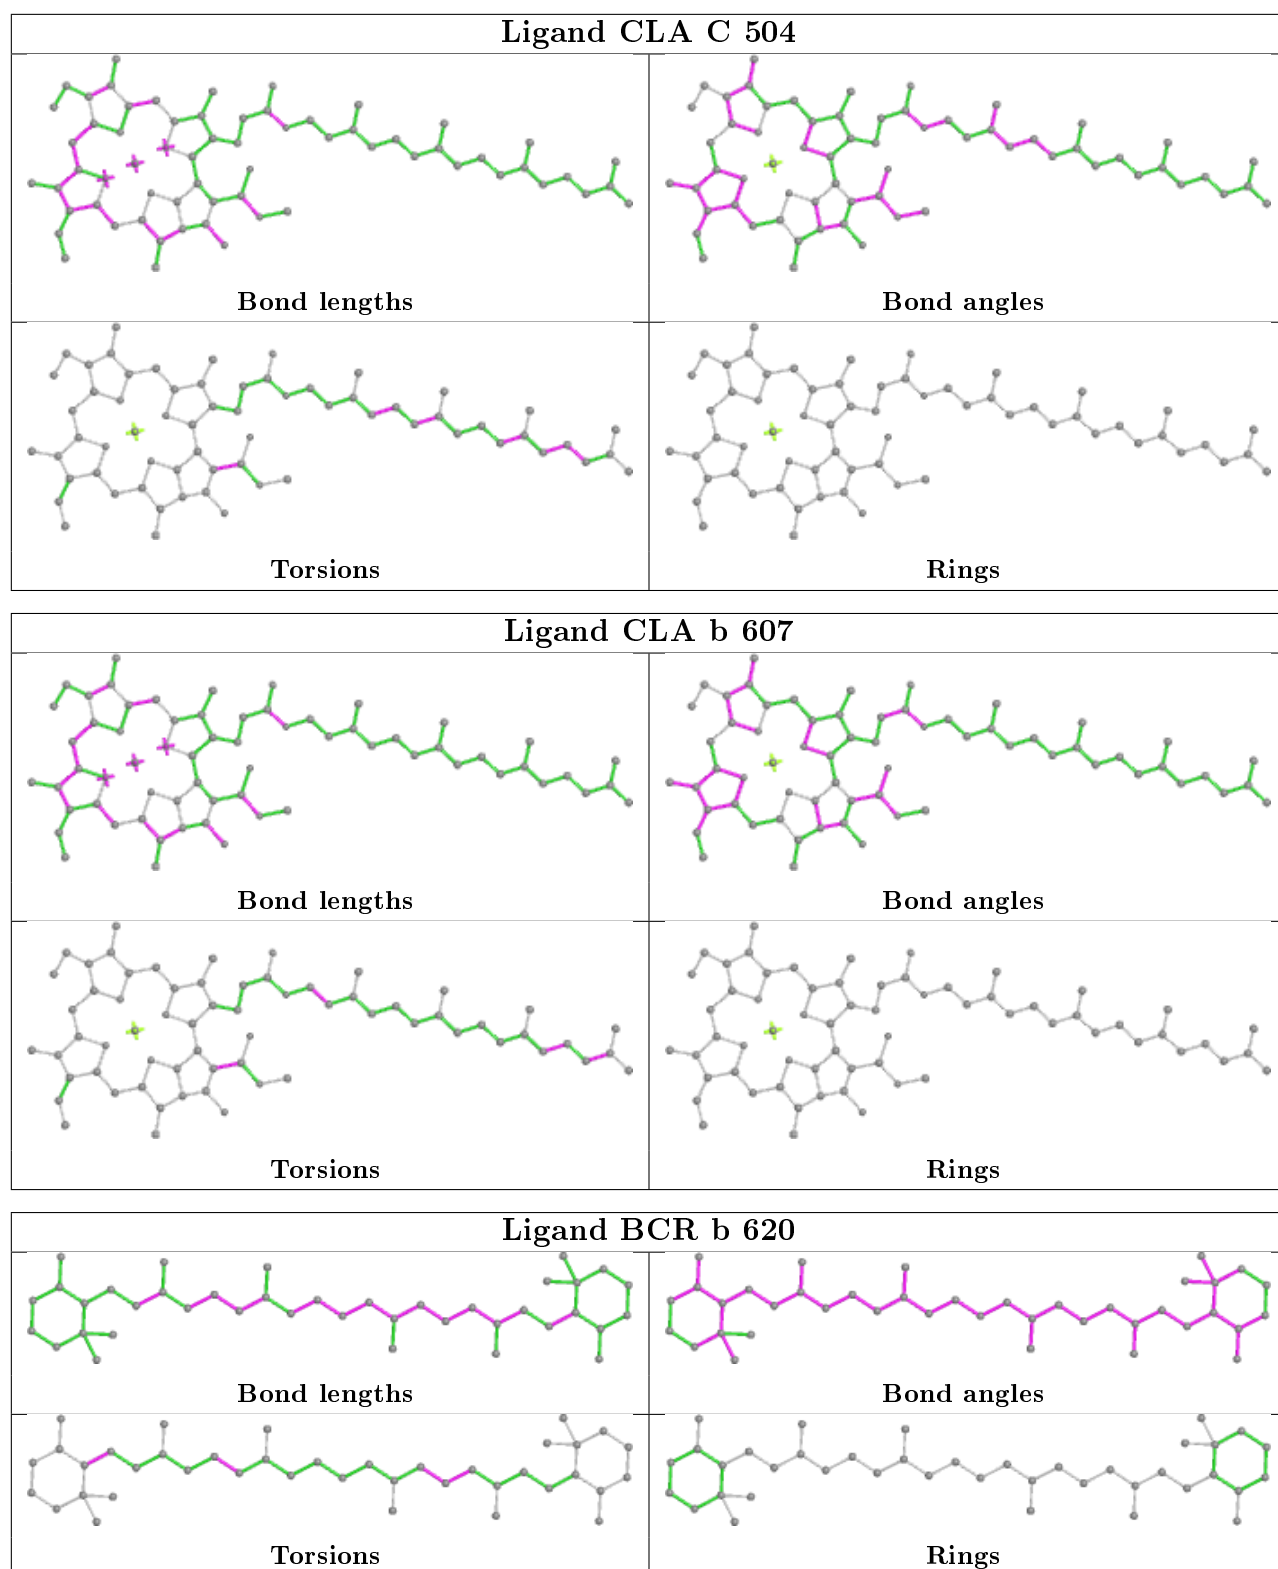 Ligand CLA C 504
Bond lengths
Bond angles
Torsions
Rings
Ligand CLA b 607
Bond lengths
Bond angles
Torsions
Rings
Ligand BCR b 620
Bond lengths
Bond angles
Torsions
Rings